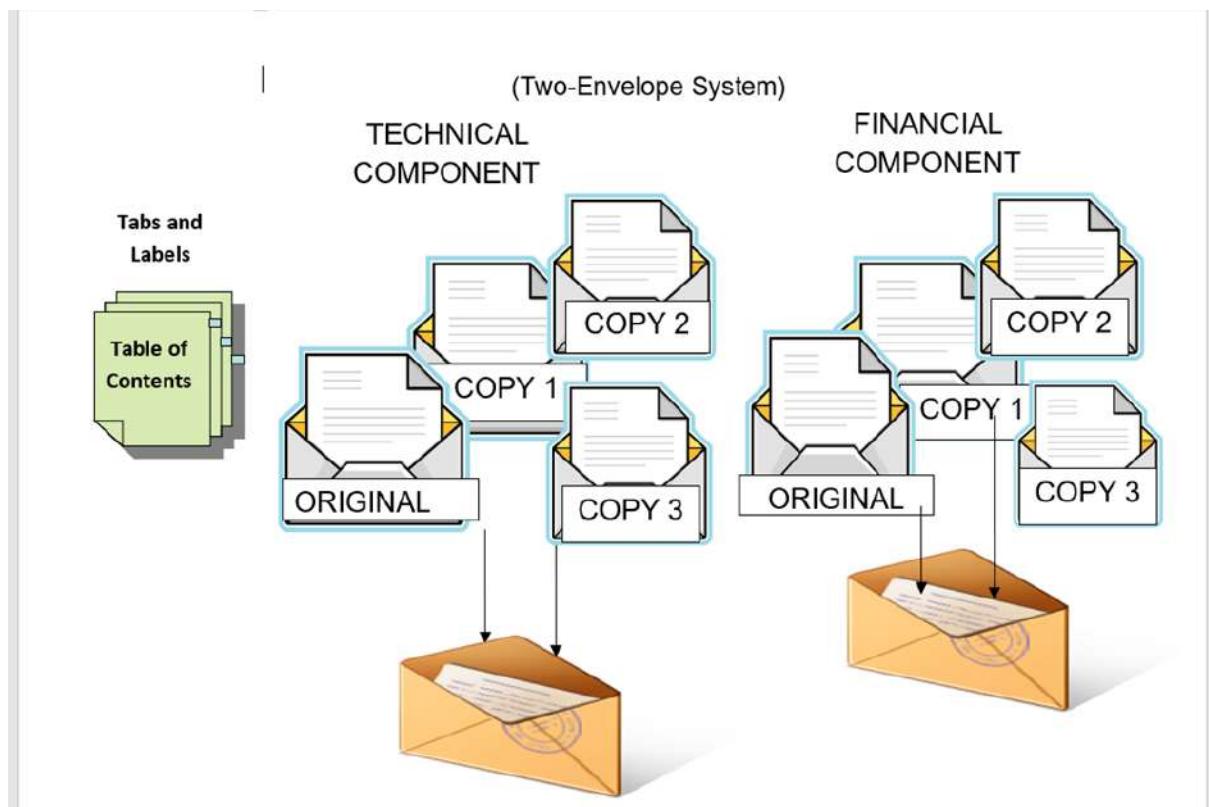 (Two-Envelope System)
TECHNICAL
COMPONENT
FINANCIAL
COMPONENT
Tabs and
Labels
Table of
Contents
COPY 2
COPY 1
ORIGINAL
COPY 3
COPY 2
COPY 1
ORIGINAL
COPY 3